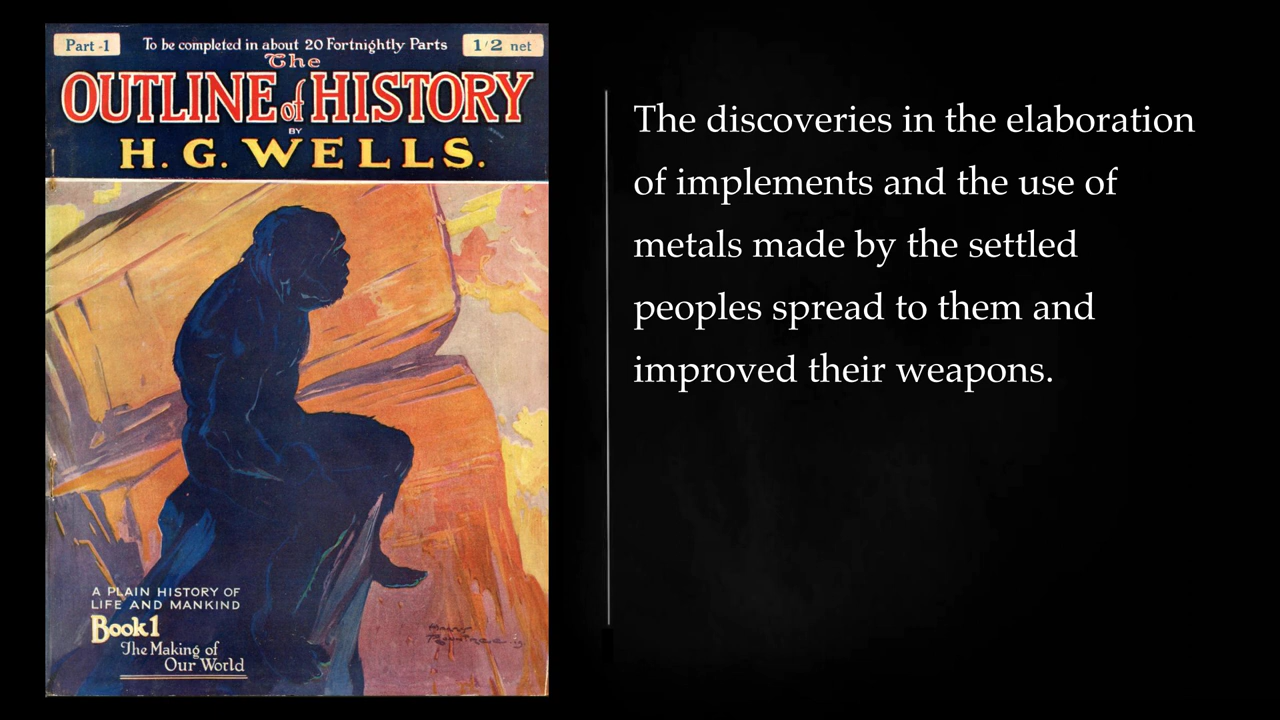 Part -1
To be completed in about 20 Fortnightly Parts
1/2 net
The
OUTLINE of HISTORY
BY
H. G. WELLS.
A PLAIN HISTORY OF
LIFE AND MANKIND
Book 1
The Making of
Our World
The discoveries in the elaboration
of implements and the use of
metals made by the settled
peoples spread to them and
improved their weapons.